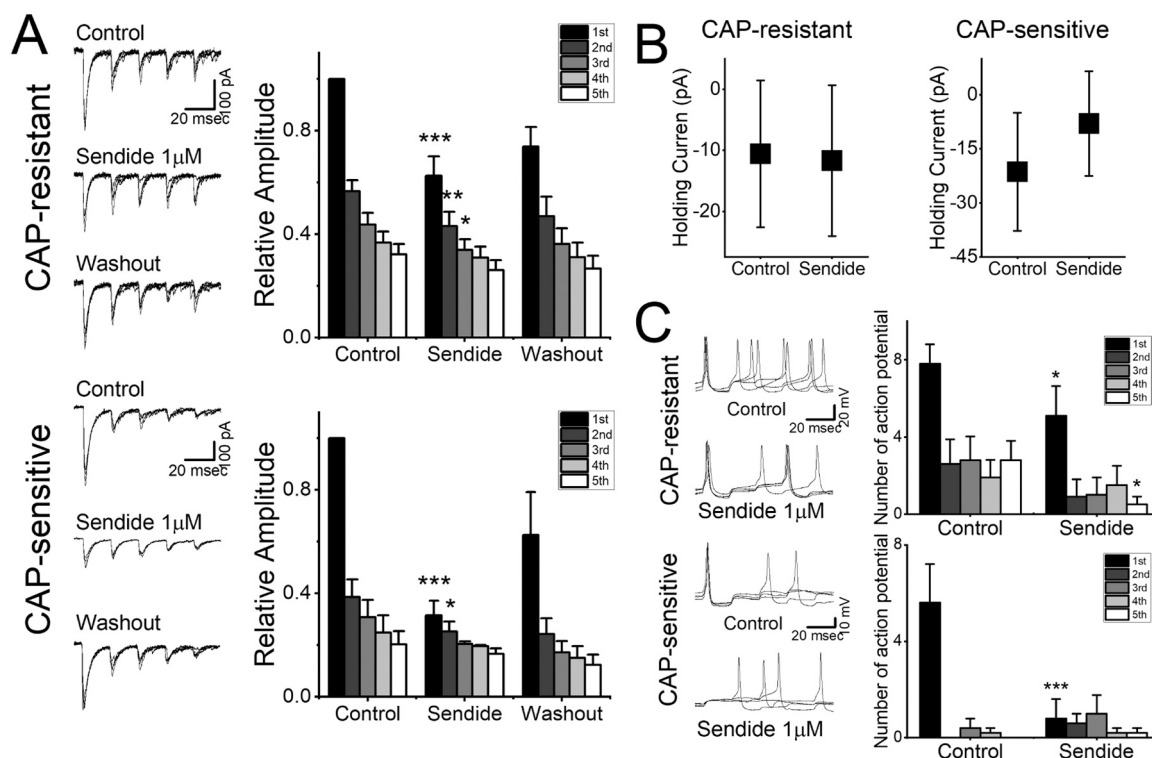 A
CAP-resistant
Control
100 pA
20 msec
Sendide 1μM
Washout
Relative Amplitude
0.8
0.4
0.0
1st
2nd
3rd
4th
5th
***
**
*
Control Sendide Washout
CAP-sensitive
Control
100 pA
20 msec
Sendide 1μM
Washout
Relative Amplitude
0.8
0.4
0.0
1st
2nd
3rd
4th
5th
***
*
Control Sendide Washout
B
CAP-resistant
Holding Curren (pA)
0
-10
-20
Control Sendide
CAP-sensitive
Holding Current (pA)
0
-15
-30
-45
Control Sendide
C
CAP-resistant
Control
20 mV
20 msec
Sendide 1μM
Number of action potential
8
4
0
1st
2nd
3rd
4th
5th
*
*
Control Sendide
CAP-sensitive
Control
10 mV
20 msec
Sendide 1μM
Number of action potential
8
4
0
1st
2nd
3rd
4th
5th
***
Control Sendide